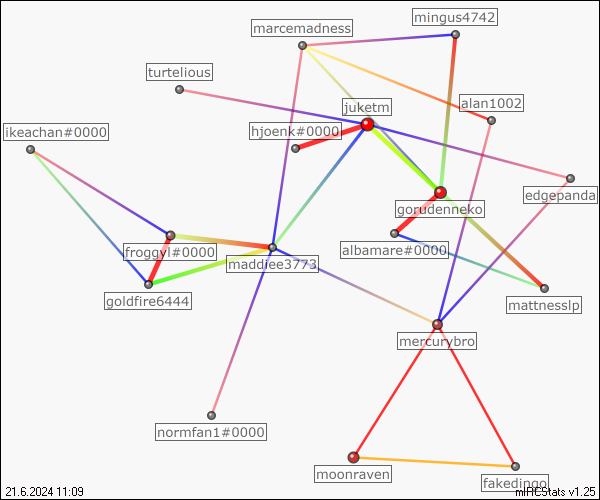 mingus4742
marcemadness
turtelious
alan1002
juketm
hjoenk#0000
ikeachan#0000
edgepanda
gorudenneko
albamare#0000
froggyl#0000
maddiee3773
goldfire6444
mattnesslp
mercurybro
normfan1#0000
moonraven
fakedingo
21.6.2024 11:09
mIRCStats v1.25